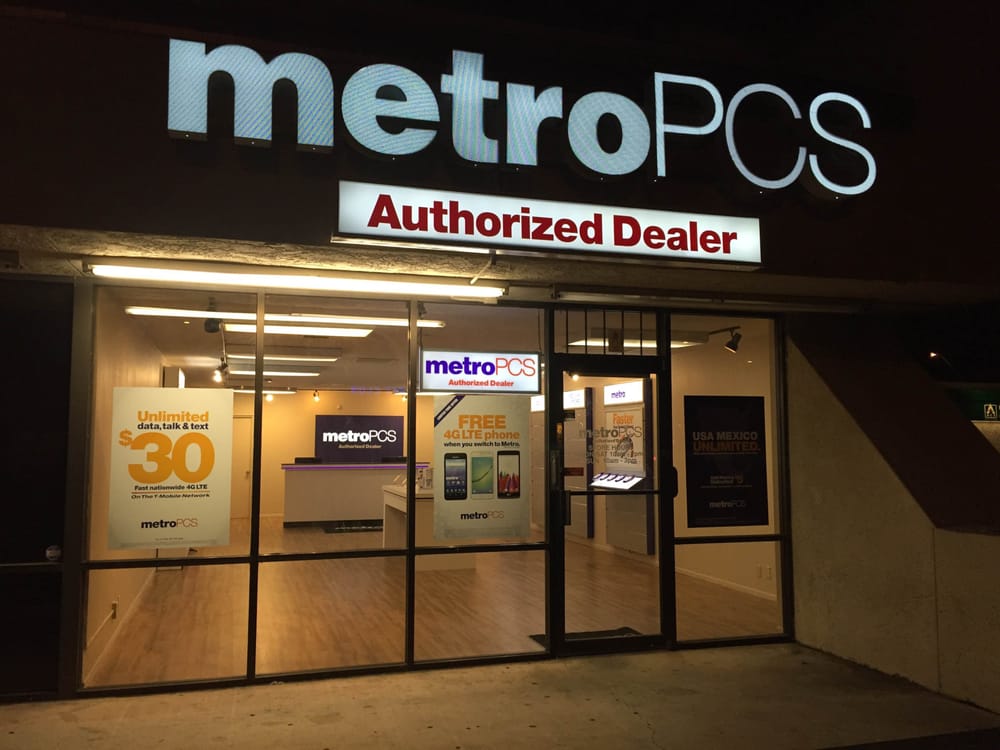 metroPCS
Authorized Dealer
metroPCS
Authorized Dealer
Unlimited
data, talk & text
$30
Fast nationwide 4G LTE
On The T-Mobile Network
metroPCS
metroPCS
Authorized Dealer
FREE
4G LTE phone
when you switch to Metro.
metroPCS
metro
Faster
metroPCS
USA MEXICO
UNLIMITED.
metroPCS